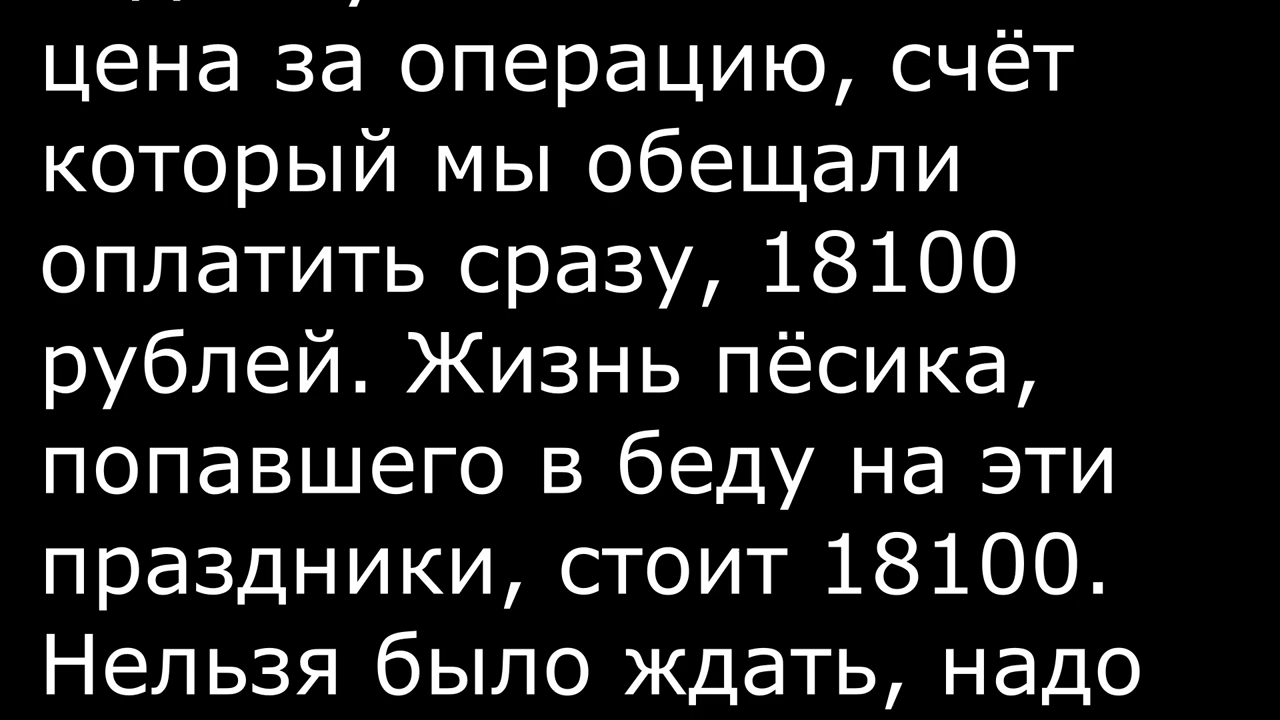 цена за операцию, счёт
который мы обещали
оплатить сразу, 18100
рублей. Жизнь пёсика,
попавшего в беду на эти
праздники, стоит 18100.
Нельзя было ждать, надо